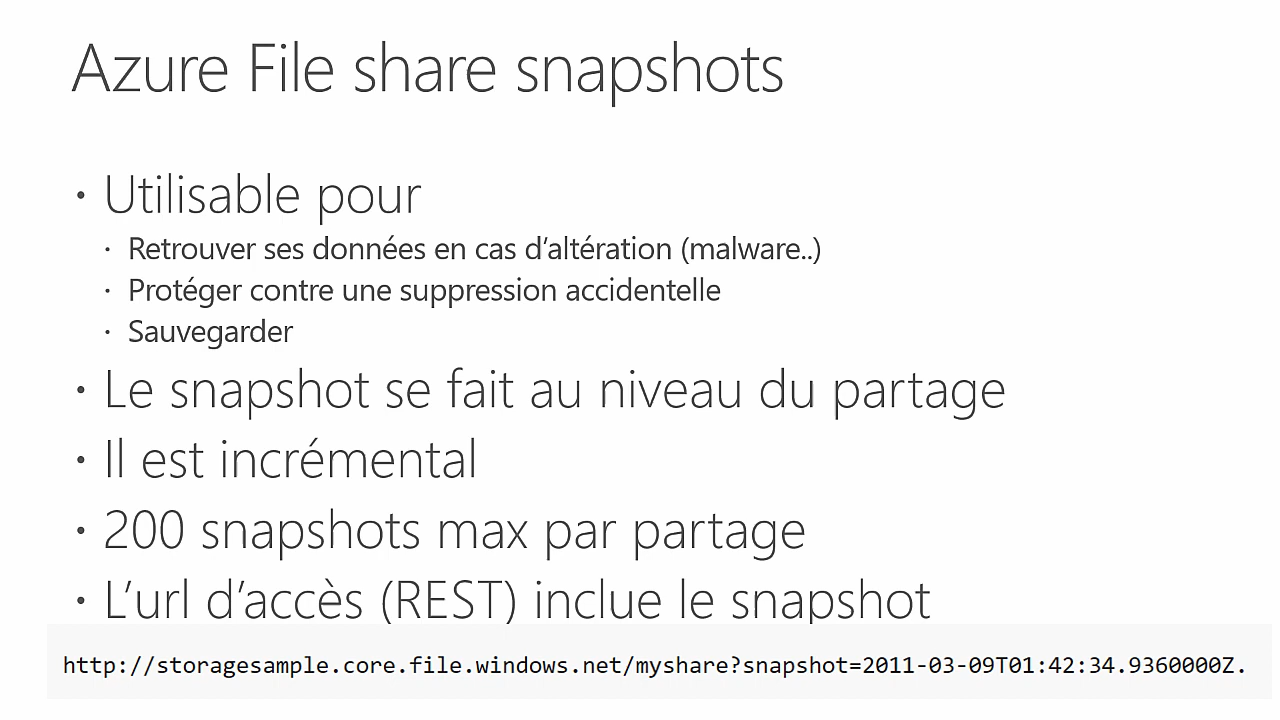 Azure File share snapshots
• Utilisable pour
• Retrouver ses données en cas d’altération (malware..)
• Protéger contre une suppression accidentelle
• Sauvegarder
• Le snapshot se fait au niveau du partage
• Il est incrémental
• 200 snapshots max par partage
• L’url d’accès (REST) inclue le snapshot
http://storagesample.core.file.windows.net/myshare?snapshot=2011-03-09T01:42:34.9360000Z.